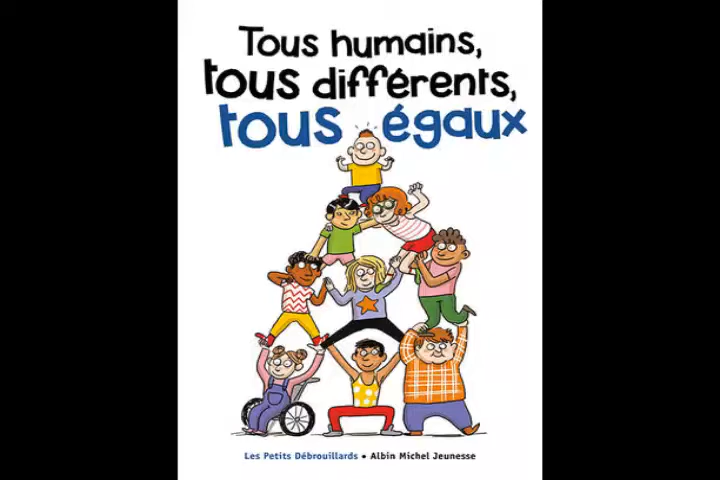 Tous humains,
tous différents,
tous égaux
Les Petits Débrouillards • Albin Michel Jeunesse